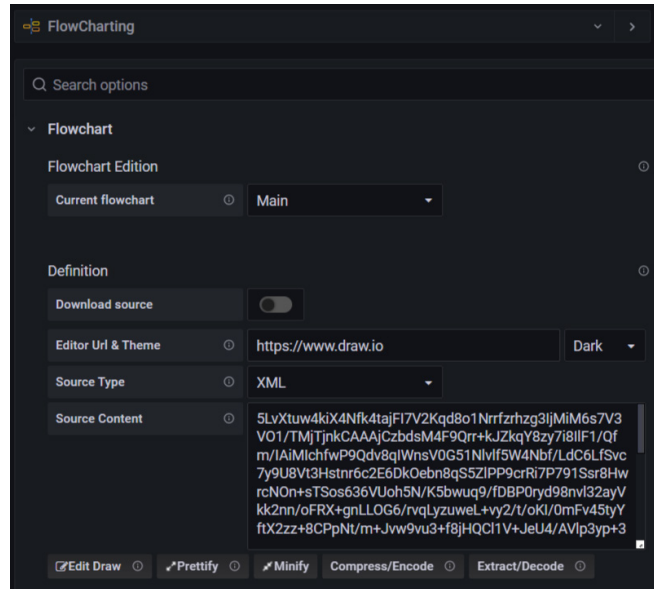 FlowCharting
Search options
Flowchart
Flowchart Edition
Current flowchart Main
Definition
Download source
Editor Url & Theme https://www.draw.io Dark
Source Type XML
Source Content 5LvXtuw4kiX4Nfk4tajFI7V2Kqd8o1Nrrfzrhzg3IjMiM6s7V3
VO1/TMjTjnkCAAAjCzbdsM4F9Qrr+kJZkqY8zy7i8IlF1/Qf
m/IAiMIchfwP9Qdv8qIWnsV0G51NlvIf5W4Nbf/LdC6LfSvc
7y9U8Vt3Hstnr6c2E6DkOebn8qS5ZlPP9crRi7P791Ssr8Hw
rcNOn+sTSos636VUoh5N/K5bwuq9/fDBP0ryd98nvl32ayV
kk2nn/oFRX+gnLLOG6/rvqLyzuweL+vy2/t/oKI/0mFv45tyY
ftX2zz+8CPpNt/m+Jvw9vu3+f8jHQCl1V+JeU4/AVlp3yp+3
Edit Draw Prettify Minify Compress/Encode Extract/Decode